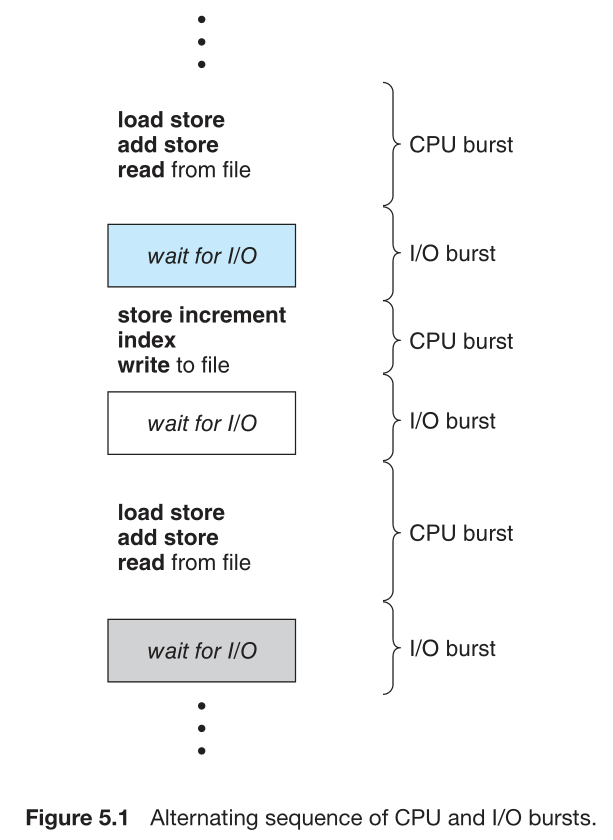 load store
add store
read from file
CPU burst
wait for I/O
I/O burst
store increment
index
write to file
CPU burst
wait for I/O
I/O burst
load store
add store
read from file
CPU burst
wait for I/O
I/O burst
Figure 5.1 Alternating sequence of CPU and I/O bursts.